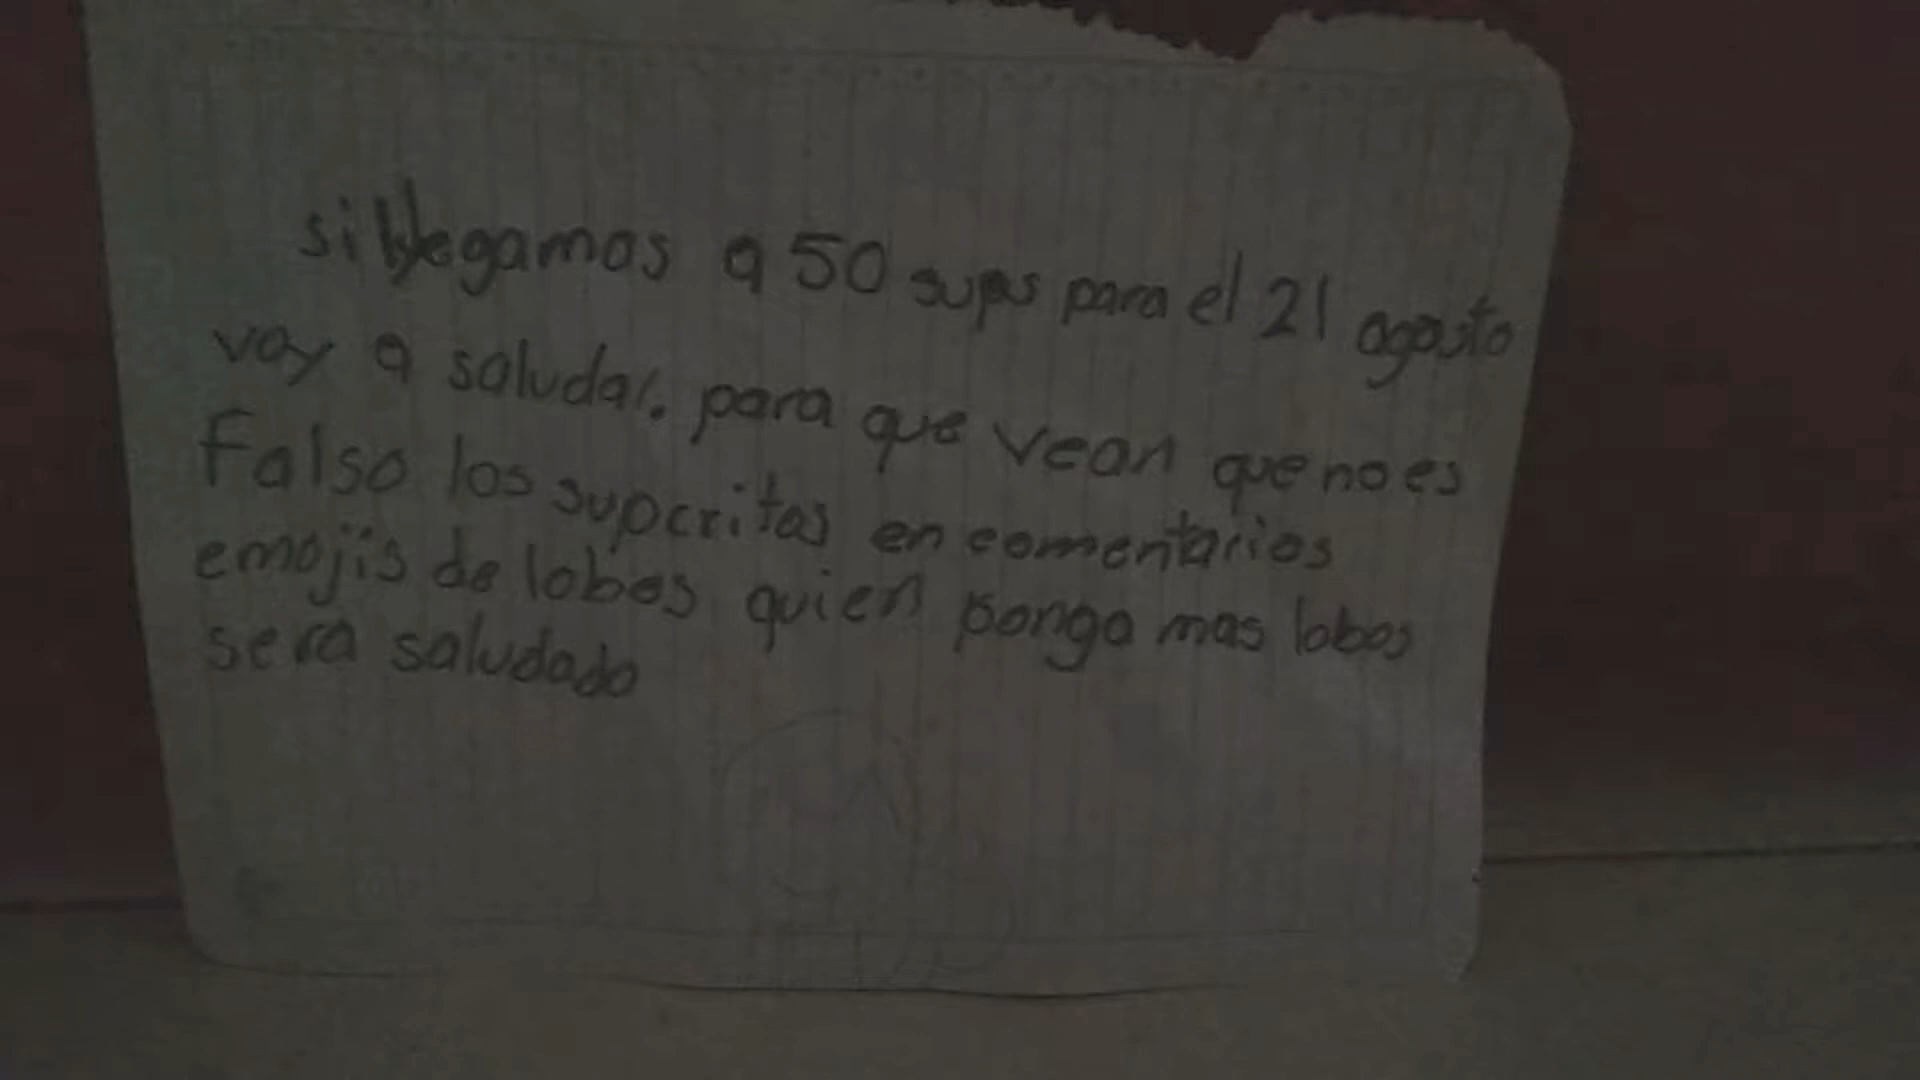 si llegamos a 50 sups para el 21 agosto
voy a saludar. para que vean que no es
falso los supcritas en comentarios
emojis de lobos quien ponga mas lobos
sera saludado